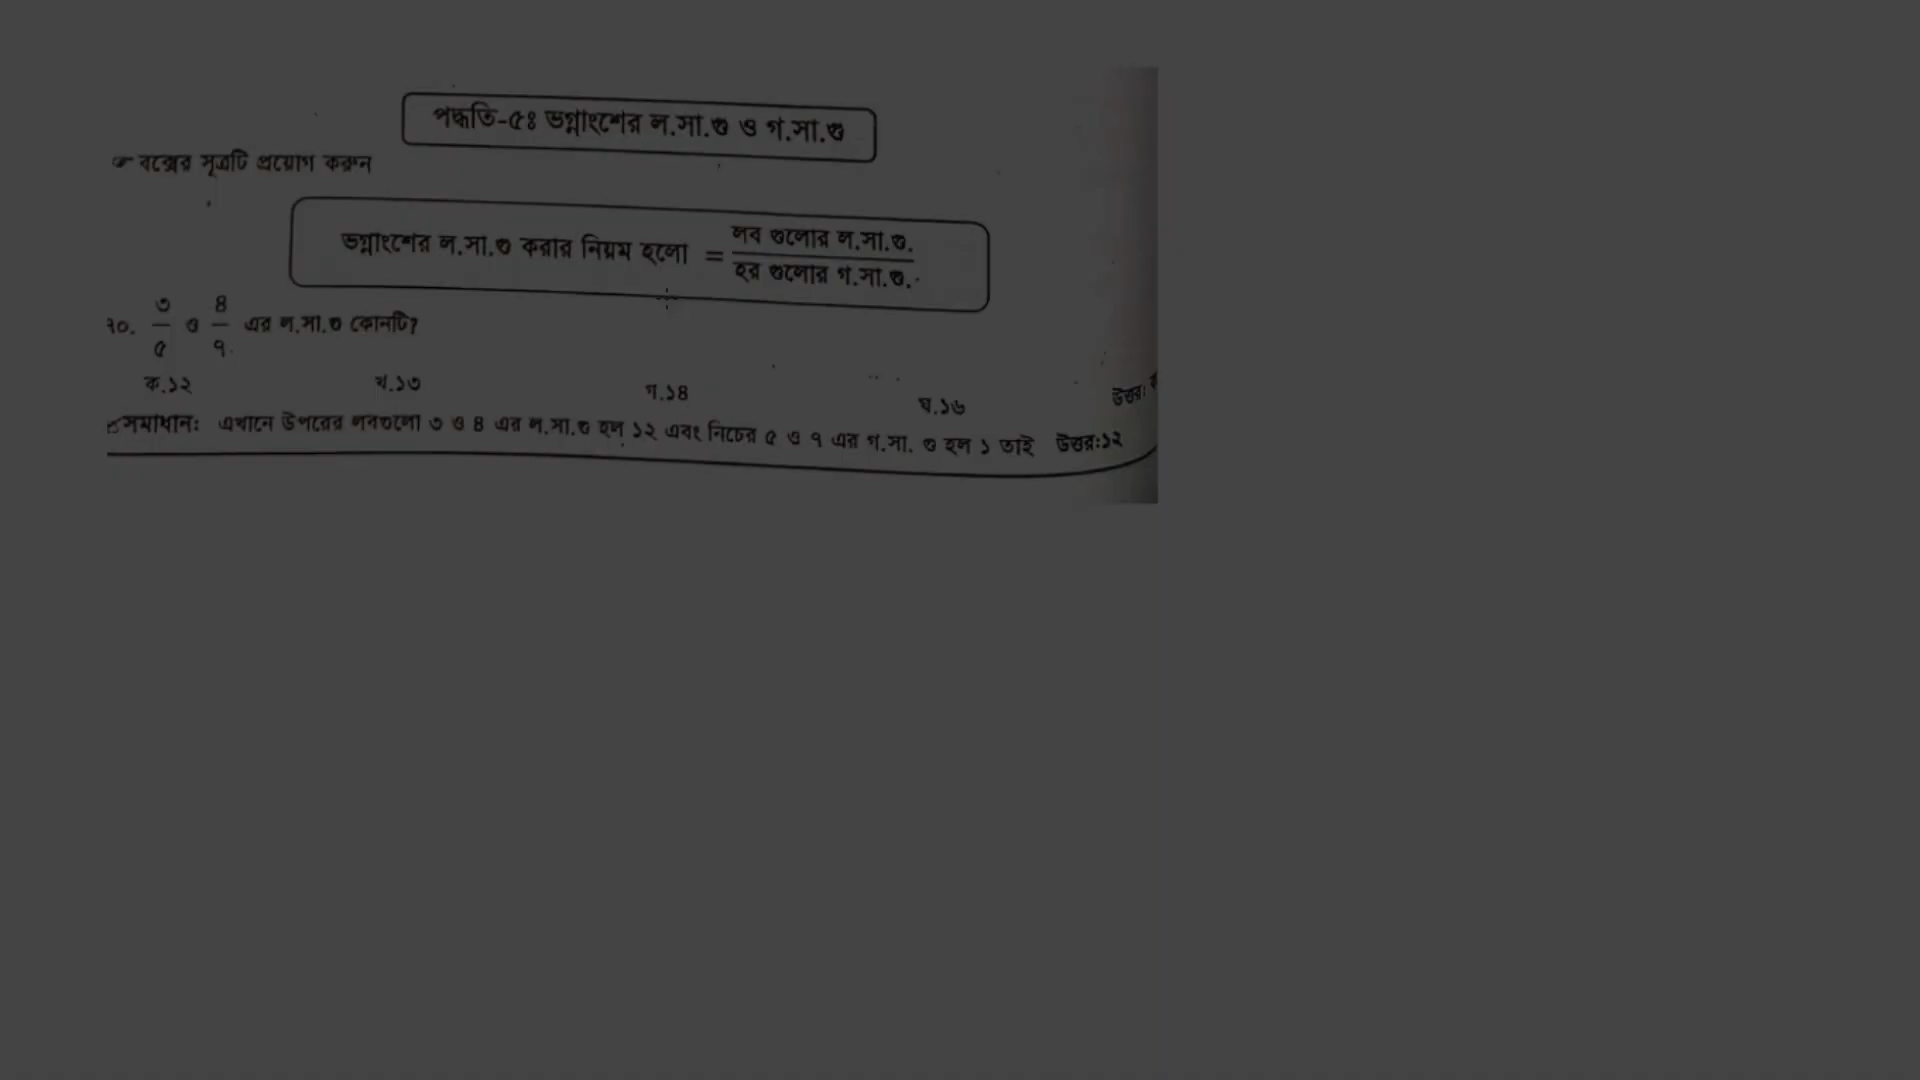 পদ্ধতি-৫ঃ ভগ্নাংশের ল.সা.গু ও গ.সা.গু
☞ বক্সের সূত্রটি প্রয়োগ করুন
ভগ্নাংশের ল.সা.গু করার নিয়ম হলো = লব গুলোর ল.সা.গু. / হর গুলোর গ.সা.গু.
২০. ৩/৫ ও ৪/৭ এর ল.সা.গু কোনটি?
ক.১২ খ.১৩ গ.১৪ ঘ.১৬ উত্তর: ক
সমাধান: এখানে উপরের লবগুলো ৩ ও ৪ এর ল.সা.গু হল ১২ এবং নিচের ৫ ও ৭ এর গ.সা. গু হল ১ তাই উত্তর:১২